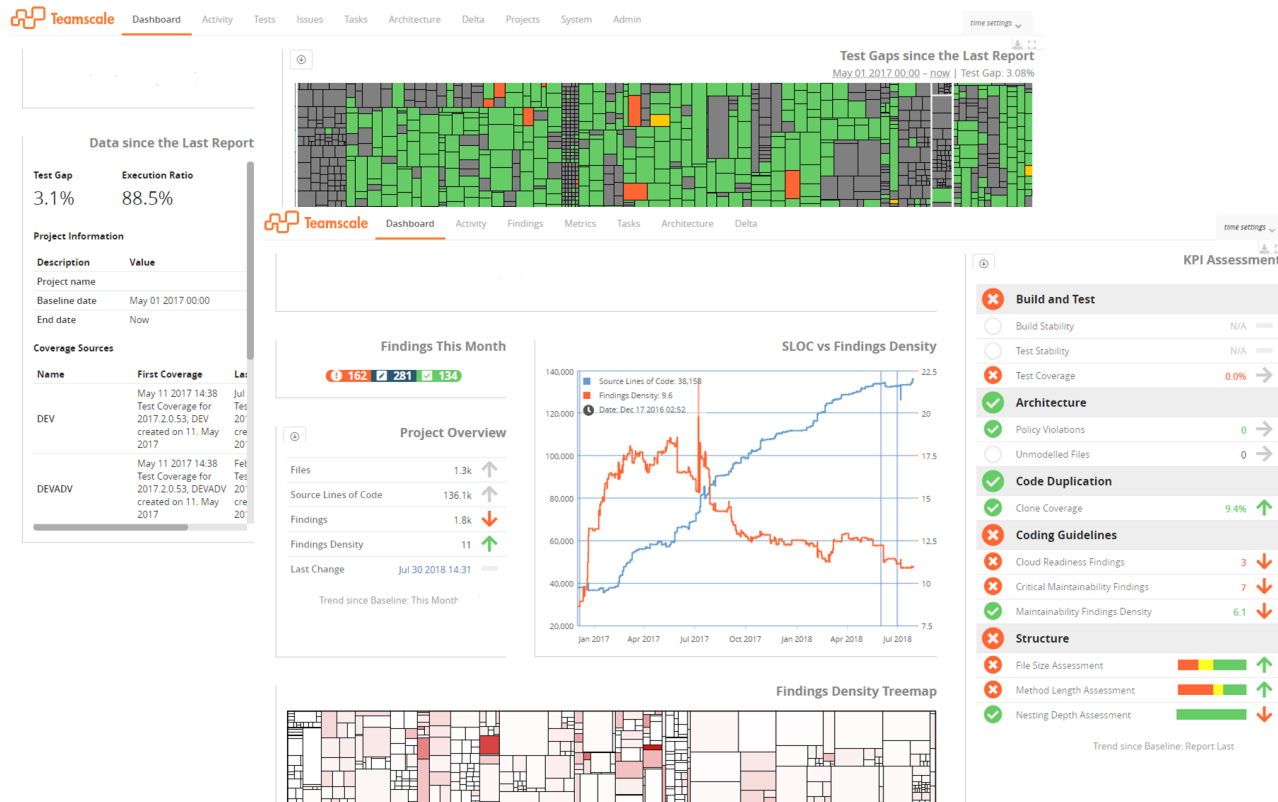 Teamscale Dashboard Activity Tests Issues Tasks Architecture Delta Projects System Admin
time settings
Test Gaps since the Last Report
May 01 2017 00:00 – now | Test Gap: 3.08%
Data since the Last Report
Test Gap Execution Ratio
3.1% 88.5%
Project Information
Description Value
Project name
Baseline date May 01 2017 00:00
End date Now
Coverage Sources
Name First Coverage Las
DEV
May 11 2017 14:38 Jul
Test Coverage for Tes
2017.2.0.53, DEV 201
created on 11. May cre
2017 201
DEVADV
May 11 2017 14:38 Feb
Test Coverage for Tes
2017.2.0.53, DEVADV 201
created on 11. May cre
2017 201
Teamscale Dashboard Activity Findings Metrics Tasks Architecture Delta
time settings
Findings This Month
162 281 134
Project Overview
Files 1.3k
Source Lines of Code 136.1k
Findings 1.8k
Findings Density 11
Last Change Jul 30 2018 14:31
Trend since Baseline: This Month
SLOC vs Findings Density
Source Lines of Code: 38,158
Findings Density: 9.6
Date: Dec 17 2016 02:52
140,000 22.5
120,000 20
100,000 17.5
80,000 15
60,000 12.5
40,000 10
20,000 7.5
Jan 2017 Apr 2017 Jul 2017 Oct 2017 Jan 2018 Apr 2018 Jul 2018
Findings Density Treemap
KPI Assessment
Build and Test
Build Stability N/A
Test Stability N/A
Test Coverage 0.0%
Architecture
Policy Violations 0
Unmodelled Files 0
Code Duplication
Clone Coverage 9.4%
Coding Guidelines
Cloud Readiness Findings 3
Critical Maintainability Findings 7
Maintainability Findings Density 6.1
Structure
File Size Assessment
Method Length Assessment
Nesting Depth Assessment
Trend since Baseline: Report Last